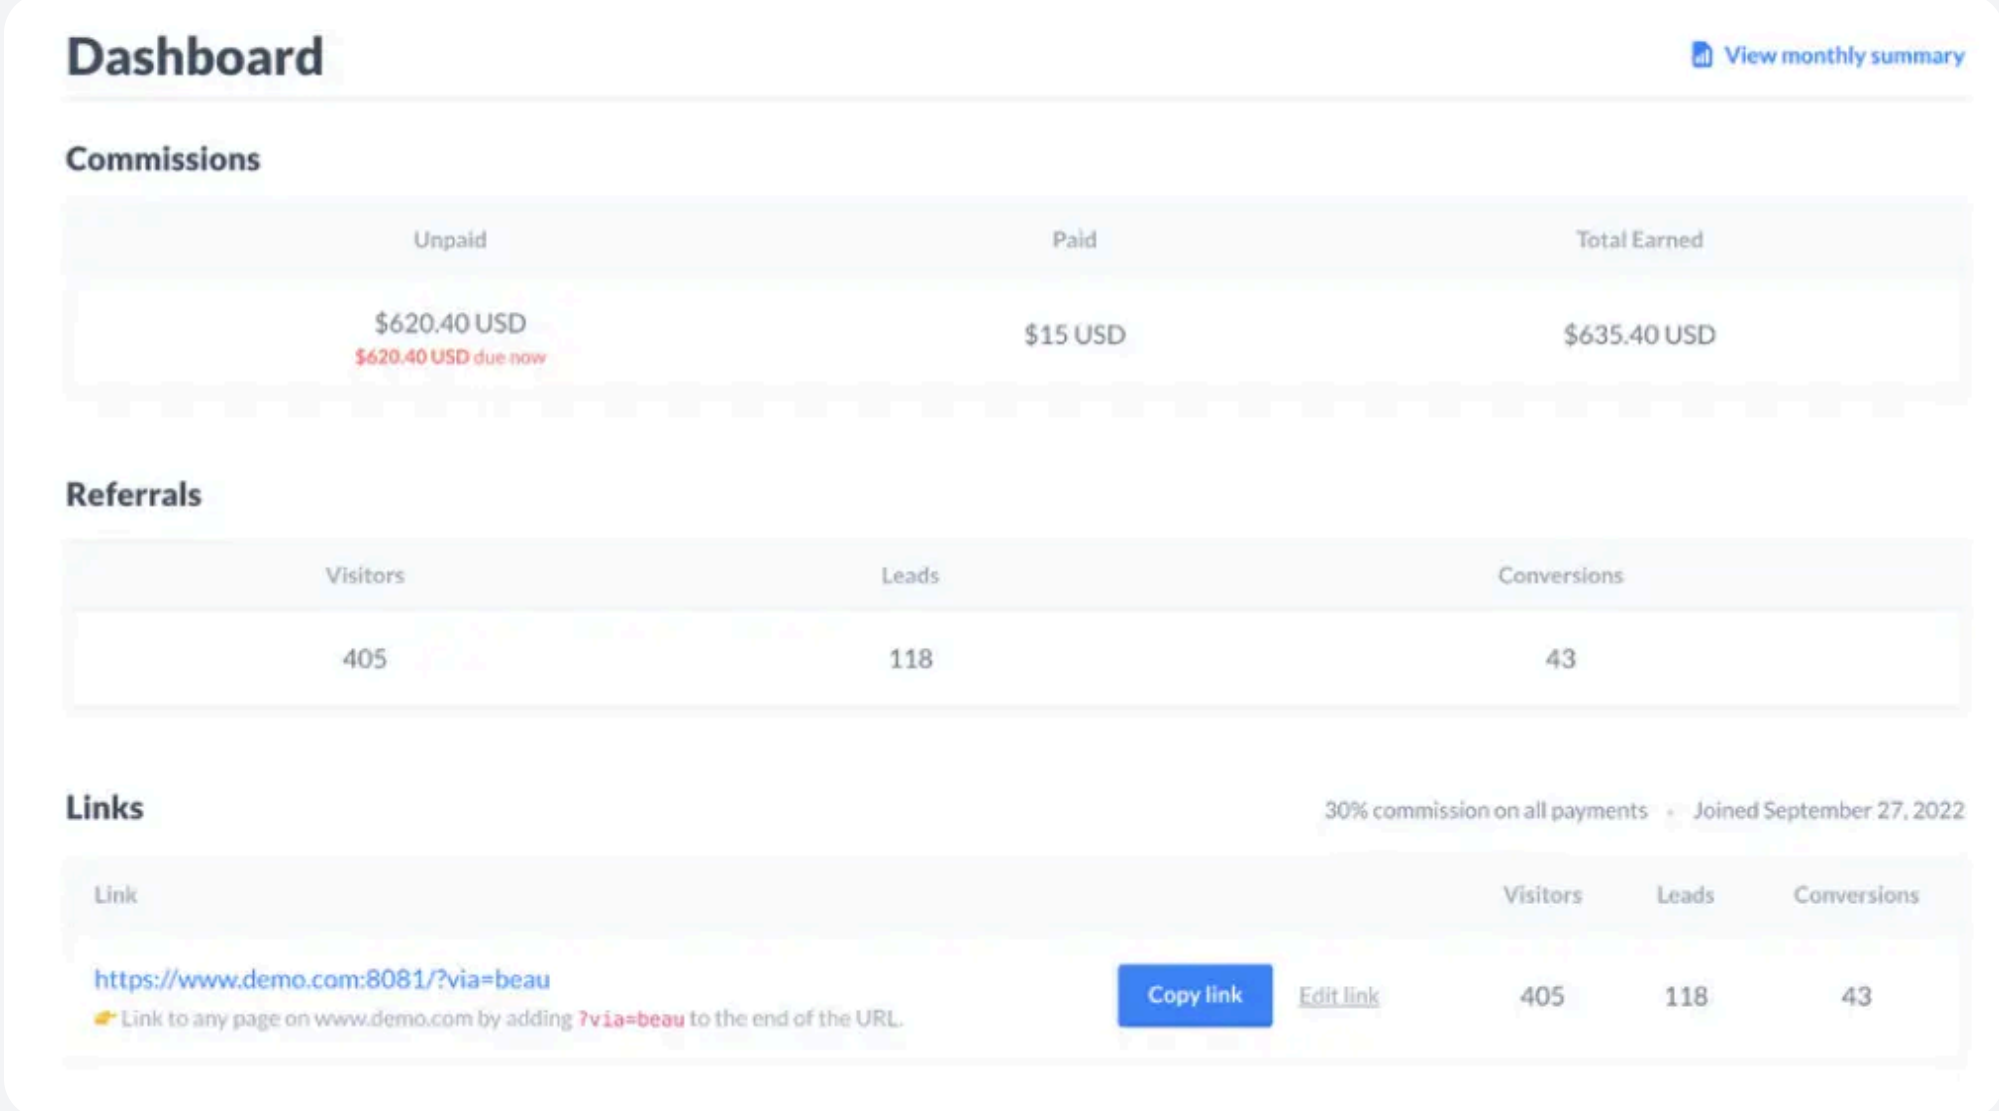 Dashboard
View monthly summary
Commissions
Unpaid Paid Total Earned
$620.40 USD $15 USD $635.40 USD
$620.40 USD due now
Referrals
Visitors Leads Conversions
405 118 43
Links 30% commission on all payments • Joined September 27, 2022
Link Visitors Leads Conversions
https://www.demo.com:8081/?via=beau Copy link Edit link 405 118 43
👉 Link to any page on www.demo.com by adding ?via=beau to the end of the URL.